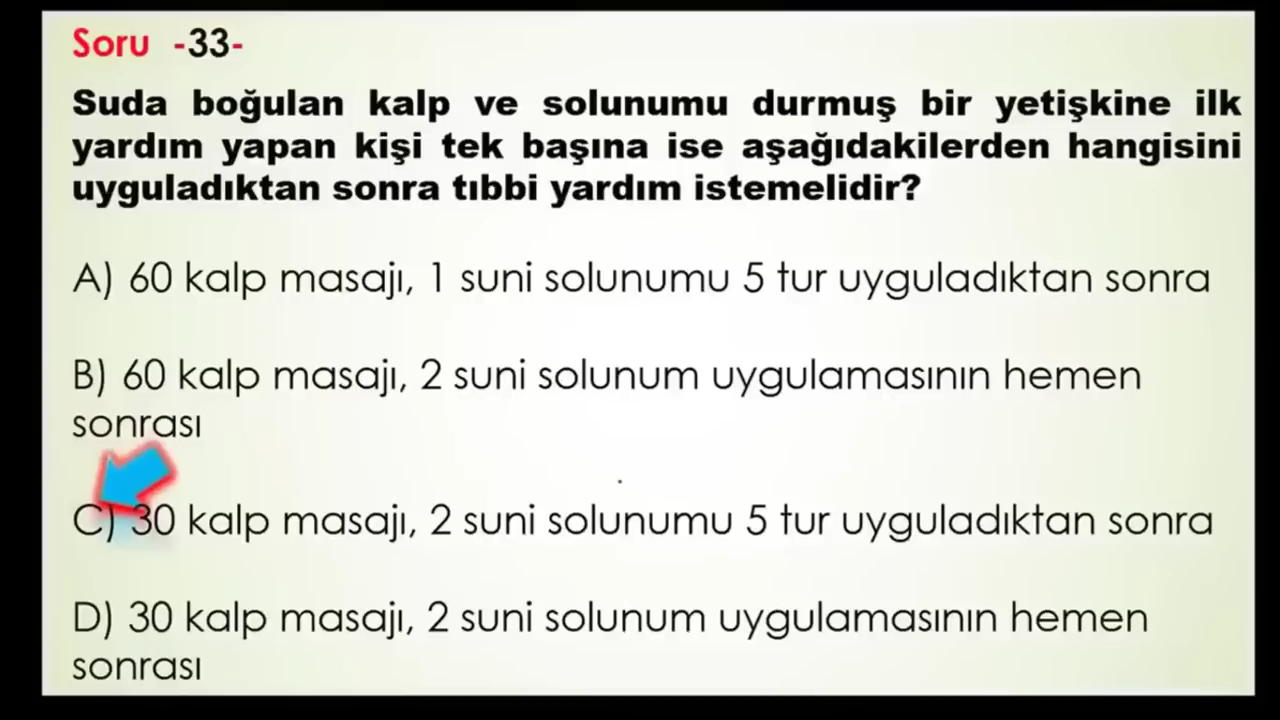 Soru -33-
Suda boğulan kalp ve solunumu durmuş bir yetişkine ilk
yardım yapan kişi tek başına ise aşağıdakilerden hangisini
uyguladıktan sonra tıbbi yardım istemelidir?
A) 60 kalp masajı, 1 suni solunumu 5 tur uyguladıktan sonra
B) 60 kalp masajı, 2 suni solunum uygulamasının hemen
sonrası
C) 30 kalp masajı, 2 suni solunumu 5 tur uyguladıktan sonra
D) 30 kalp masajı, 2 suni solunum uygulamasının hemen
sonrası